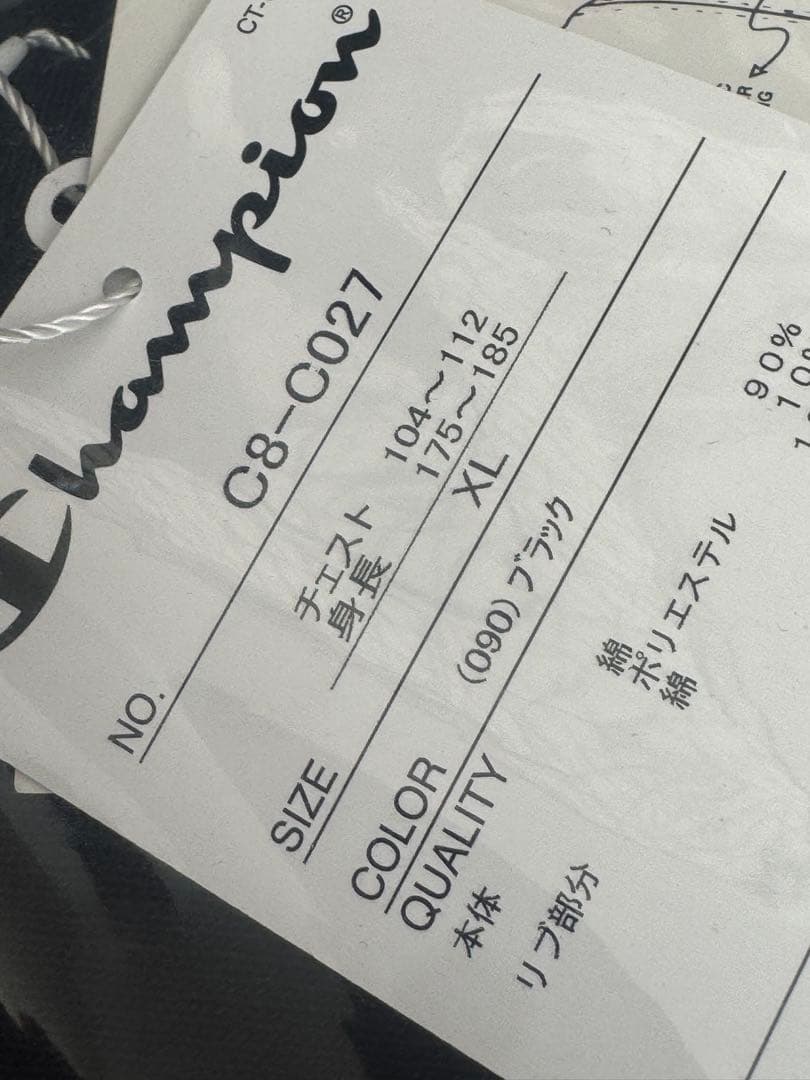 CT-
Champion®
NO. C8-C027
チェスト 104〜112
身長 175〜185
SIZE XL
COLOR (090)ブラック
QUALITY
本体 綿 90%
ポリエステル 10%
リブ部分 綿